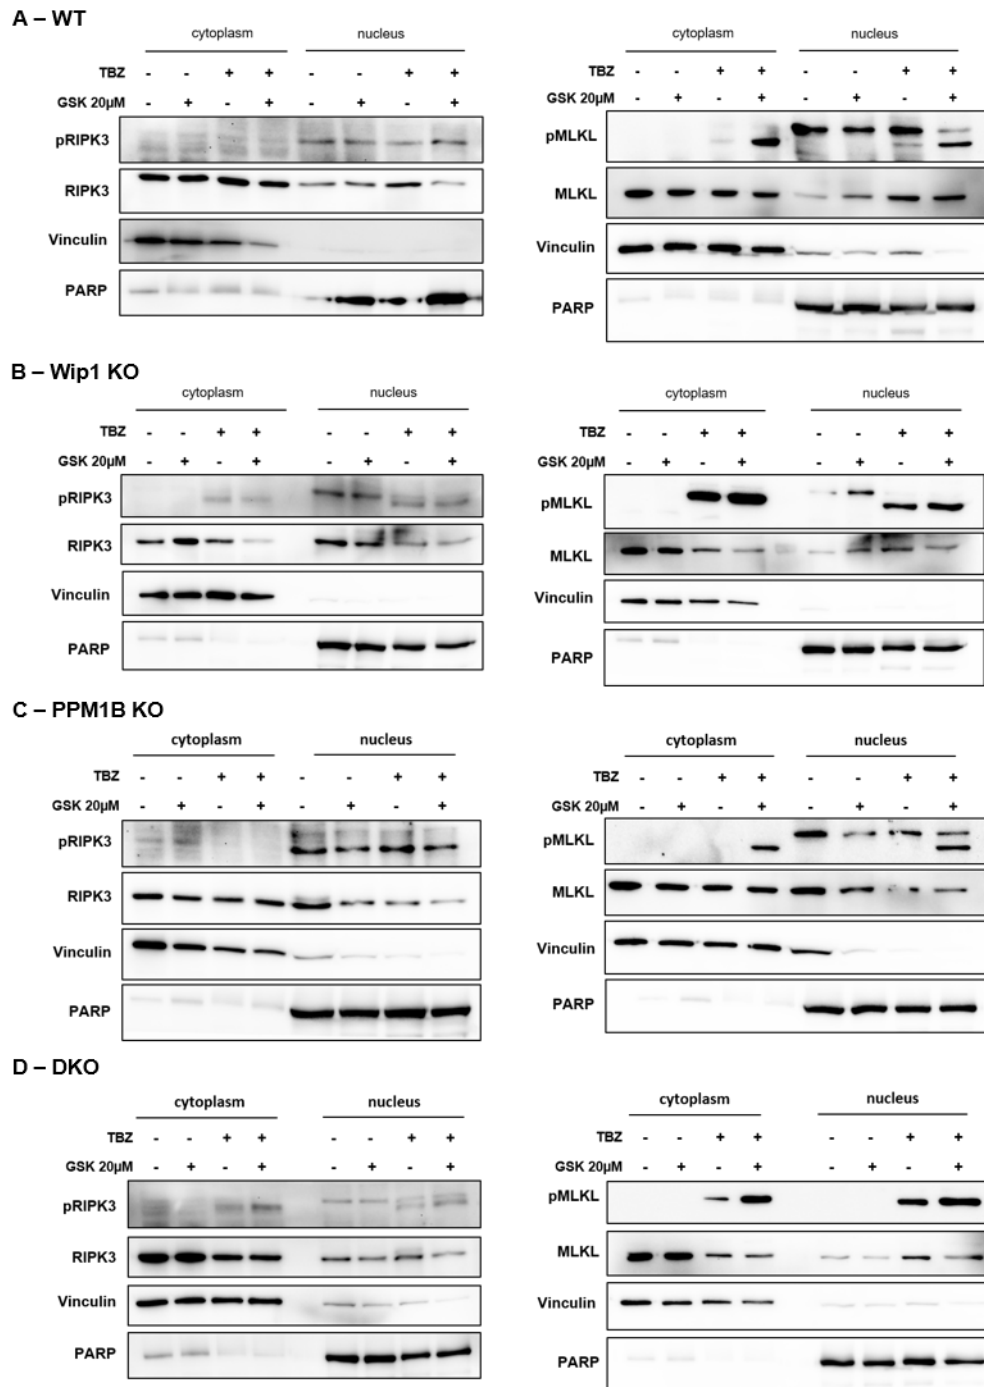 A – WT
cytoplasm nucleus
TBZ - - + + - - + +
GSK 20µM - + - + - + - +
pRIPK3
RIPK3
Vinculin
PARP
cytoplasm nucleus
TBZ - - + + - - + +
GSK 20µM - + - + - + - +
pMLKL
MLKL
Vinculin
PARP
B – Wip1 KO
cytoplasm nucleus
TBZ - - + + - - + +
GSK 20µM - + - + - + - +
pRIPK3
RIPK3
Vinculin
PARP
cytoplasm nucleus
TBZ - - + + - - + +
GSK 20µM - + - + - + - +
pMLKL
MLKL
Vinculin
PARP
C – PPM1B KO
cytoplasm nucleus
TBZ - - + + - - + +
GSK 20µM - + - + - + - +
pRIPK3
RIPK3
Vinculin
PARP
cytoplasm nucleus
TBZ - - + + - - + +
GSK 20µM - + - + - + - +
pMLKL
MLKL
Vinculin
PARP
D – DKO
cytoplasm nucleus
TBZ - - + + - - + +
GSK 20µM - + - + - + - +
pRIPK3
RIPK3
Vinculin
PARP
cytoplasm nucleus
TBZ - - + + - - + +
GSK 20µM - + - + - + - +
pMLKL
MLKL
Vinculin
PARP